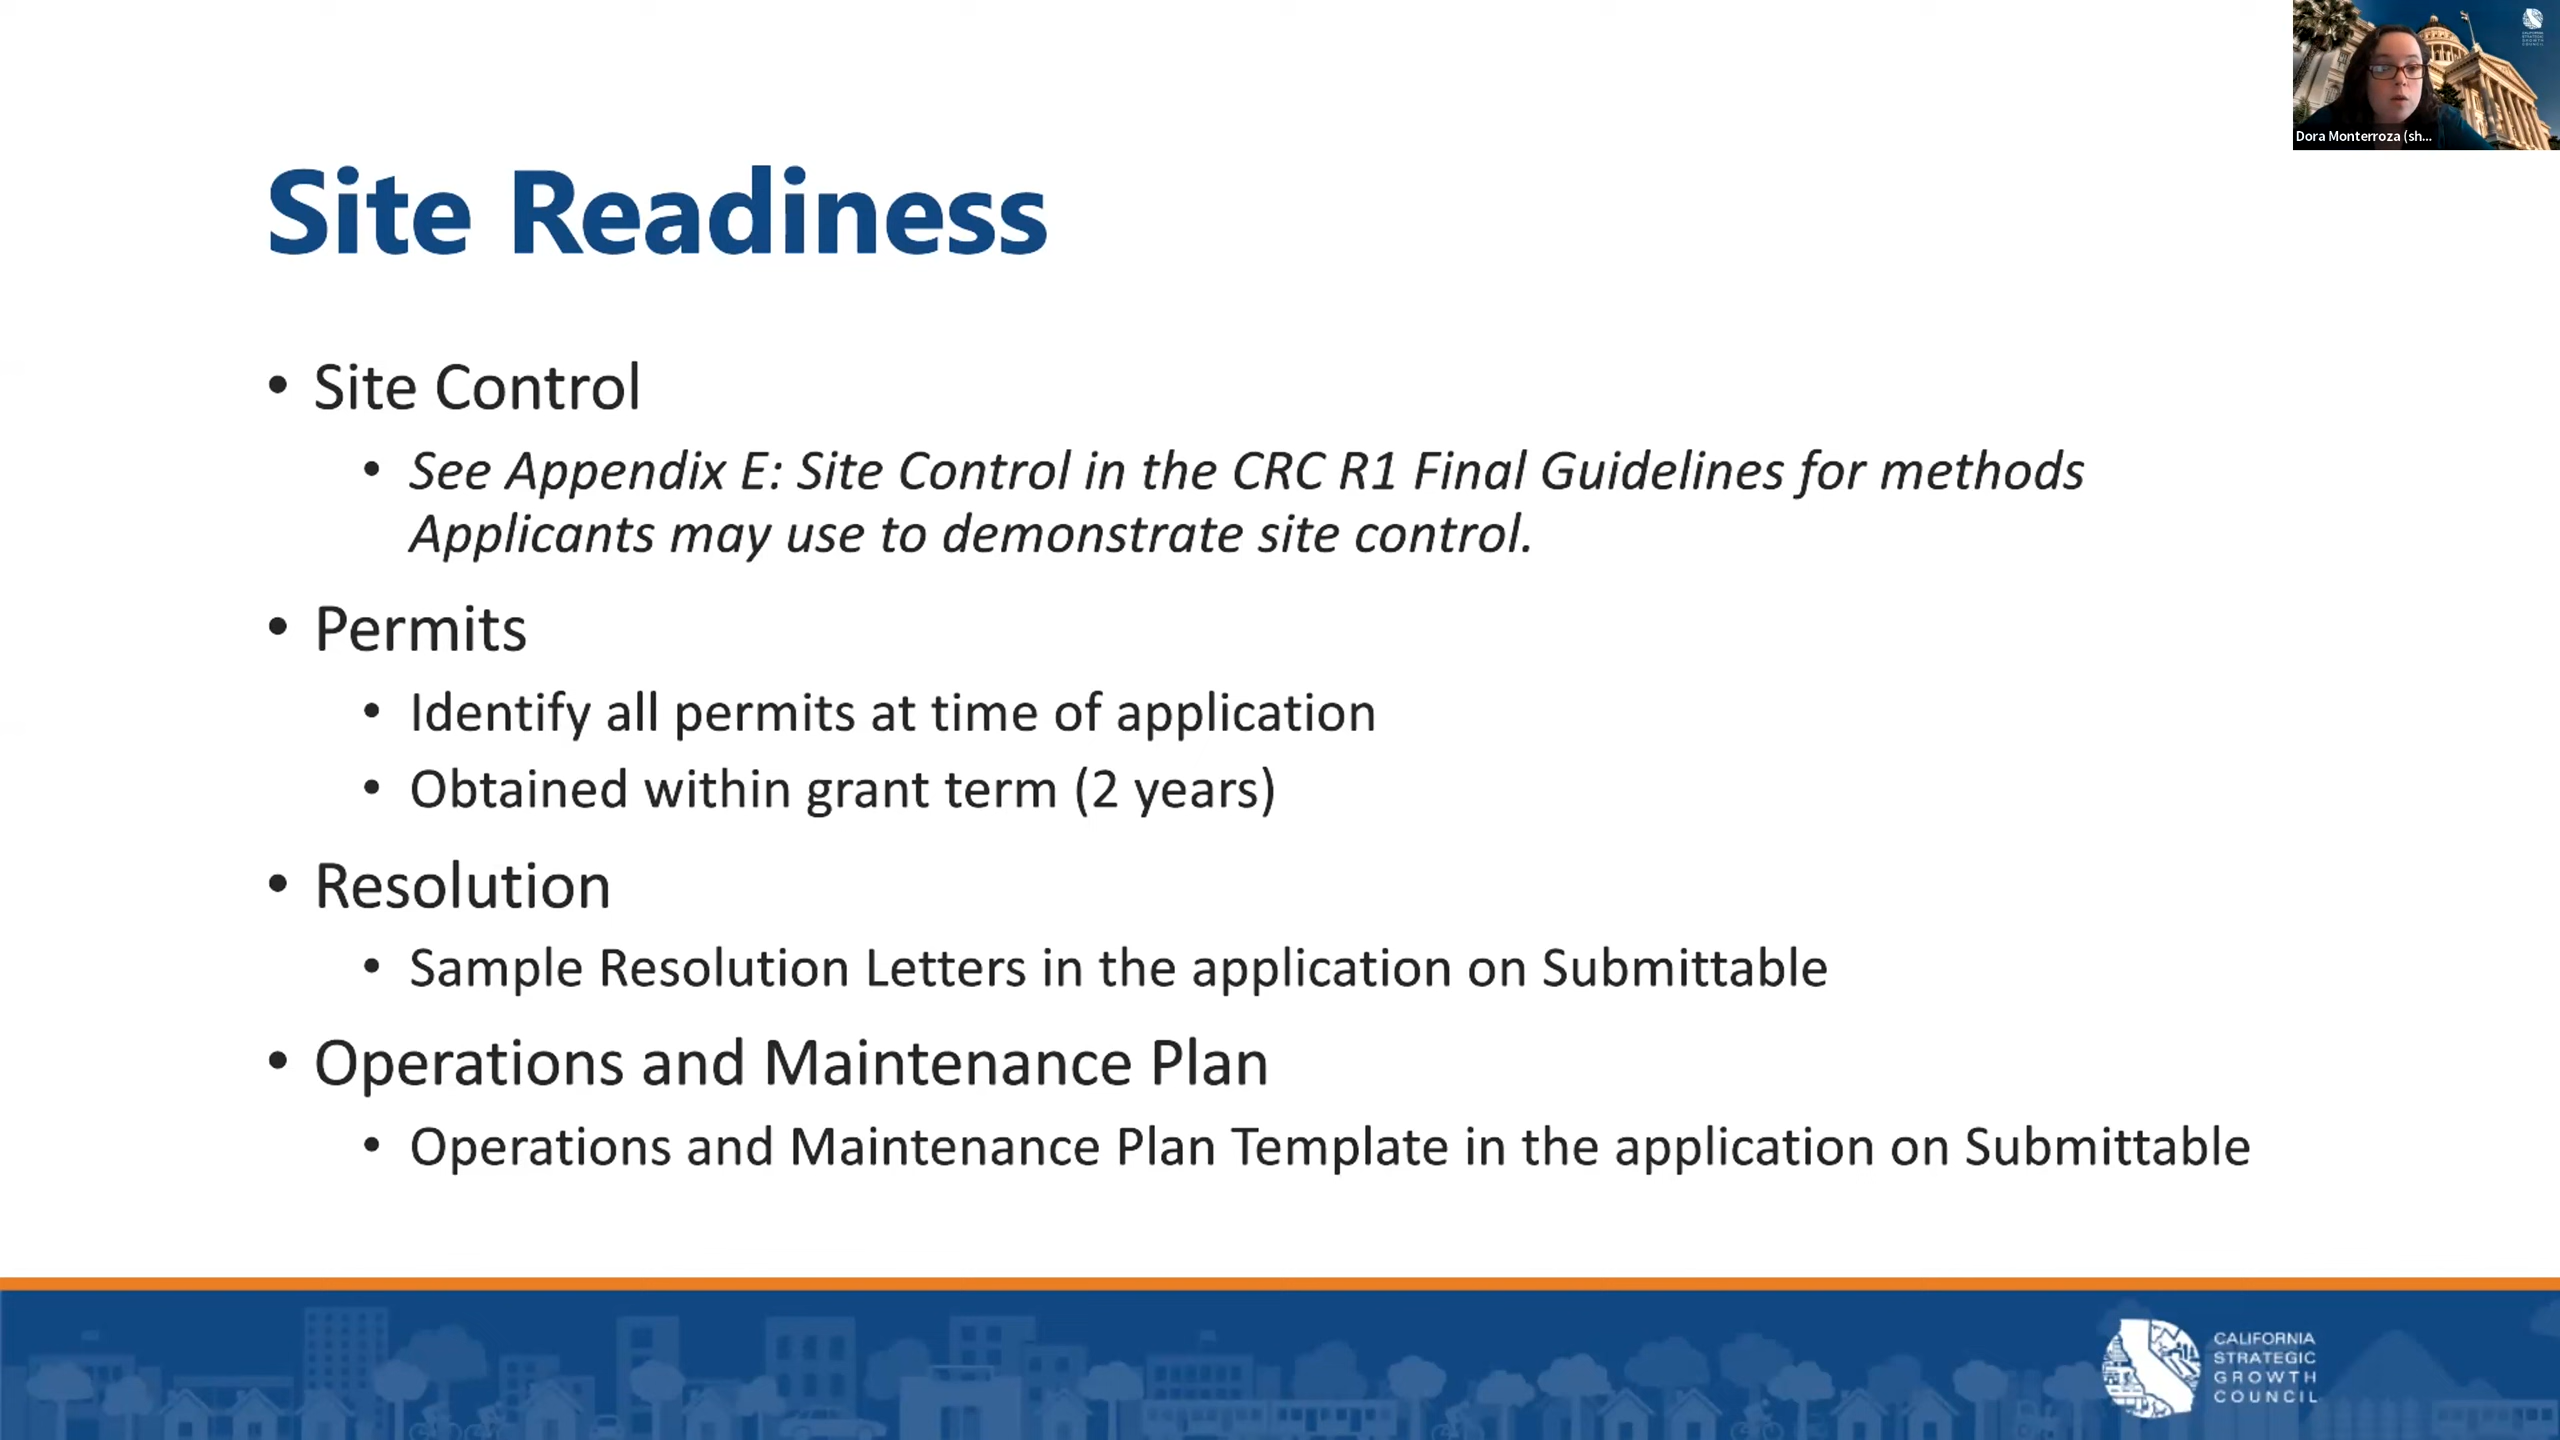 Dora Monterroza (sh...
Site Readiness
• Site Control
• See Appendix E: Site Control in the CRC R1 Final Guidelines for methods
Applicants may use to demonstrate site control.
• Permits
• Identify all permits at time of application
• Obtained within grant term (2 years)
• Resolution
• Sample Resolution Letters in the application on Submittable
• Operations and Maintenance Plan
• Operations and Maintenance Plan Template in the application on Submittable
CALIFORNIA
STRATEGIC
GROWTH
COUNCIL